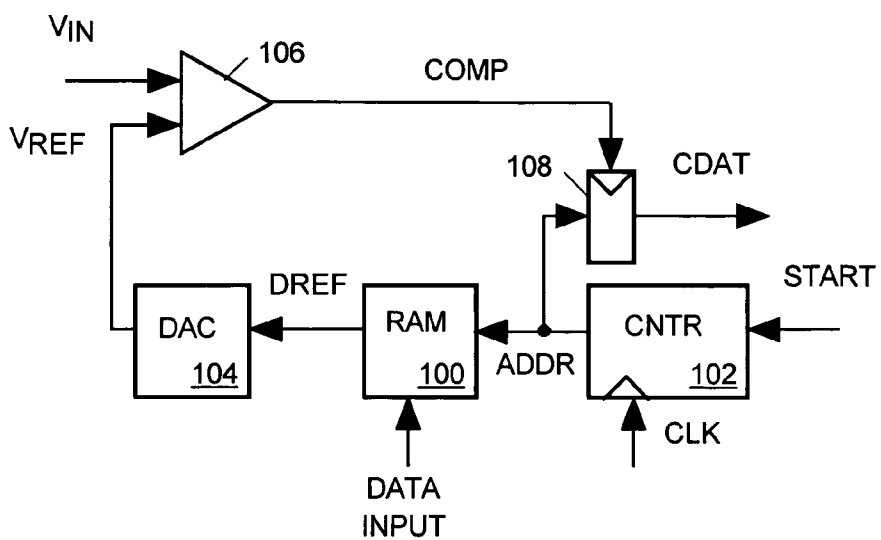 VIN
106
COMP
VREF
108
CDAT
START
DREF
DAC
104
RAM
100
ADDR
CNTR
102
CLK
DATA
INPUT